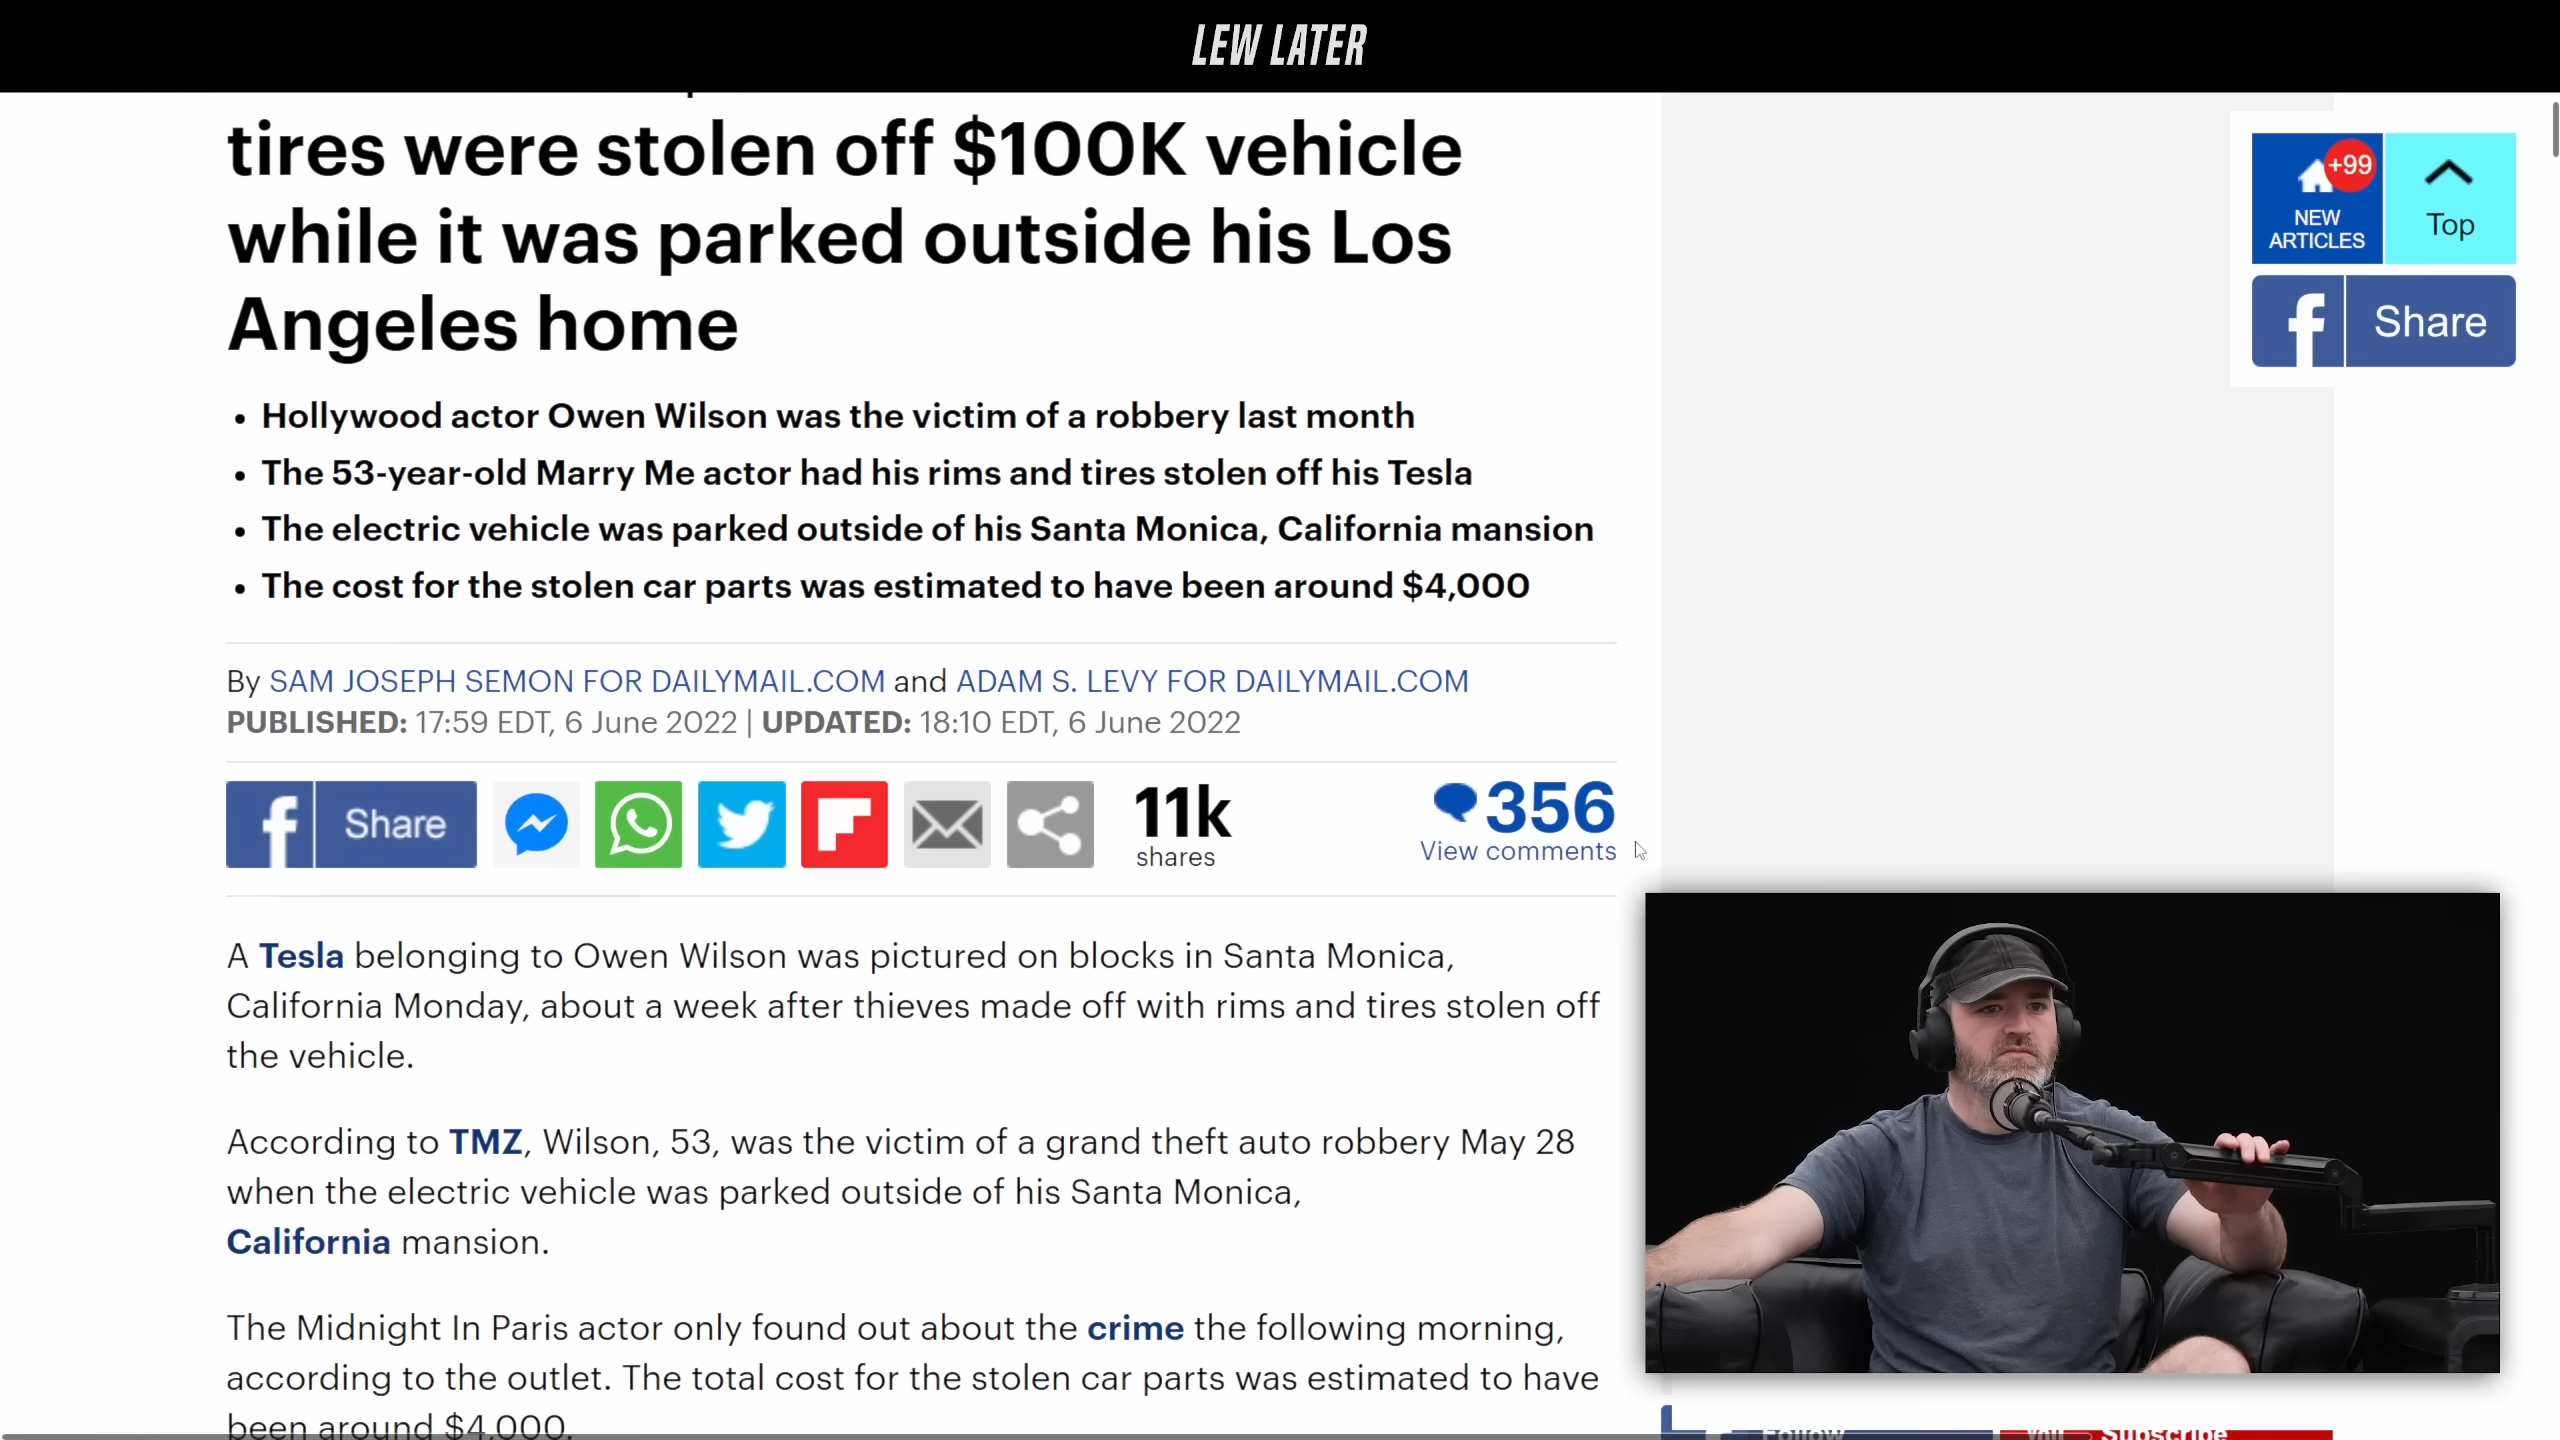 LEW LATER
tires were stolen off $100K vehicle
while it was parked outside his Los
Angeles home
+99
NEW
ARTICLES
Top
f Share
• Hollywood actor Owen Wilson was the victim of a robbery last month
• The 53-year-old Marry Me actor had his rims and tires stolen off his Tesla
• The electric vehicle was parked outside of his Santa Monica, California mansion
• The cost for the stolen car parts was estimated to have been around $4,000
By SAM JOSEPH SEMON FOR DAILYMAIL.COM and ADAM S. LEVY FOR DAILYMAIL.COM
PUBLISHED: 17:59 EDT, 6 June 2022 | UPDATED: 18:10 EDT, 6 June 2022
f Share
11k
shares
356
View comments
A Tesla belonging to Owen Wilson was pictured on blocks in Santa Monica,
California Monday, about a week after thieves made off with rims and tires stolen off
the vehicle.
According to TMZ, Wilson, 53, was the victim of a grand theft auto robbery May 28
when the electric vehicle was parked outside of his Santa Monica,
California mansion.
The Midnight In Paris actor only found out about the crime the following morning,
according to the outlet. The total cost for the stolen car parts was estimated to have
been around $4,000.
Follow
Subscribe